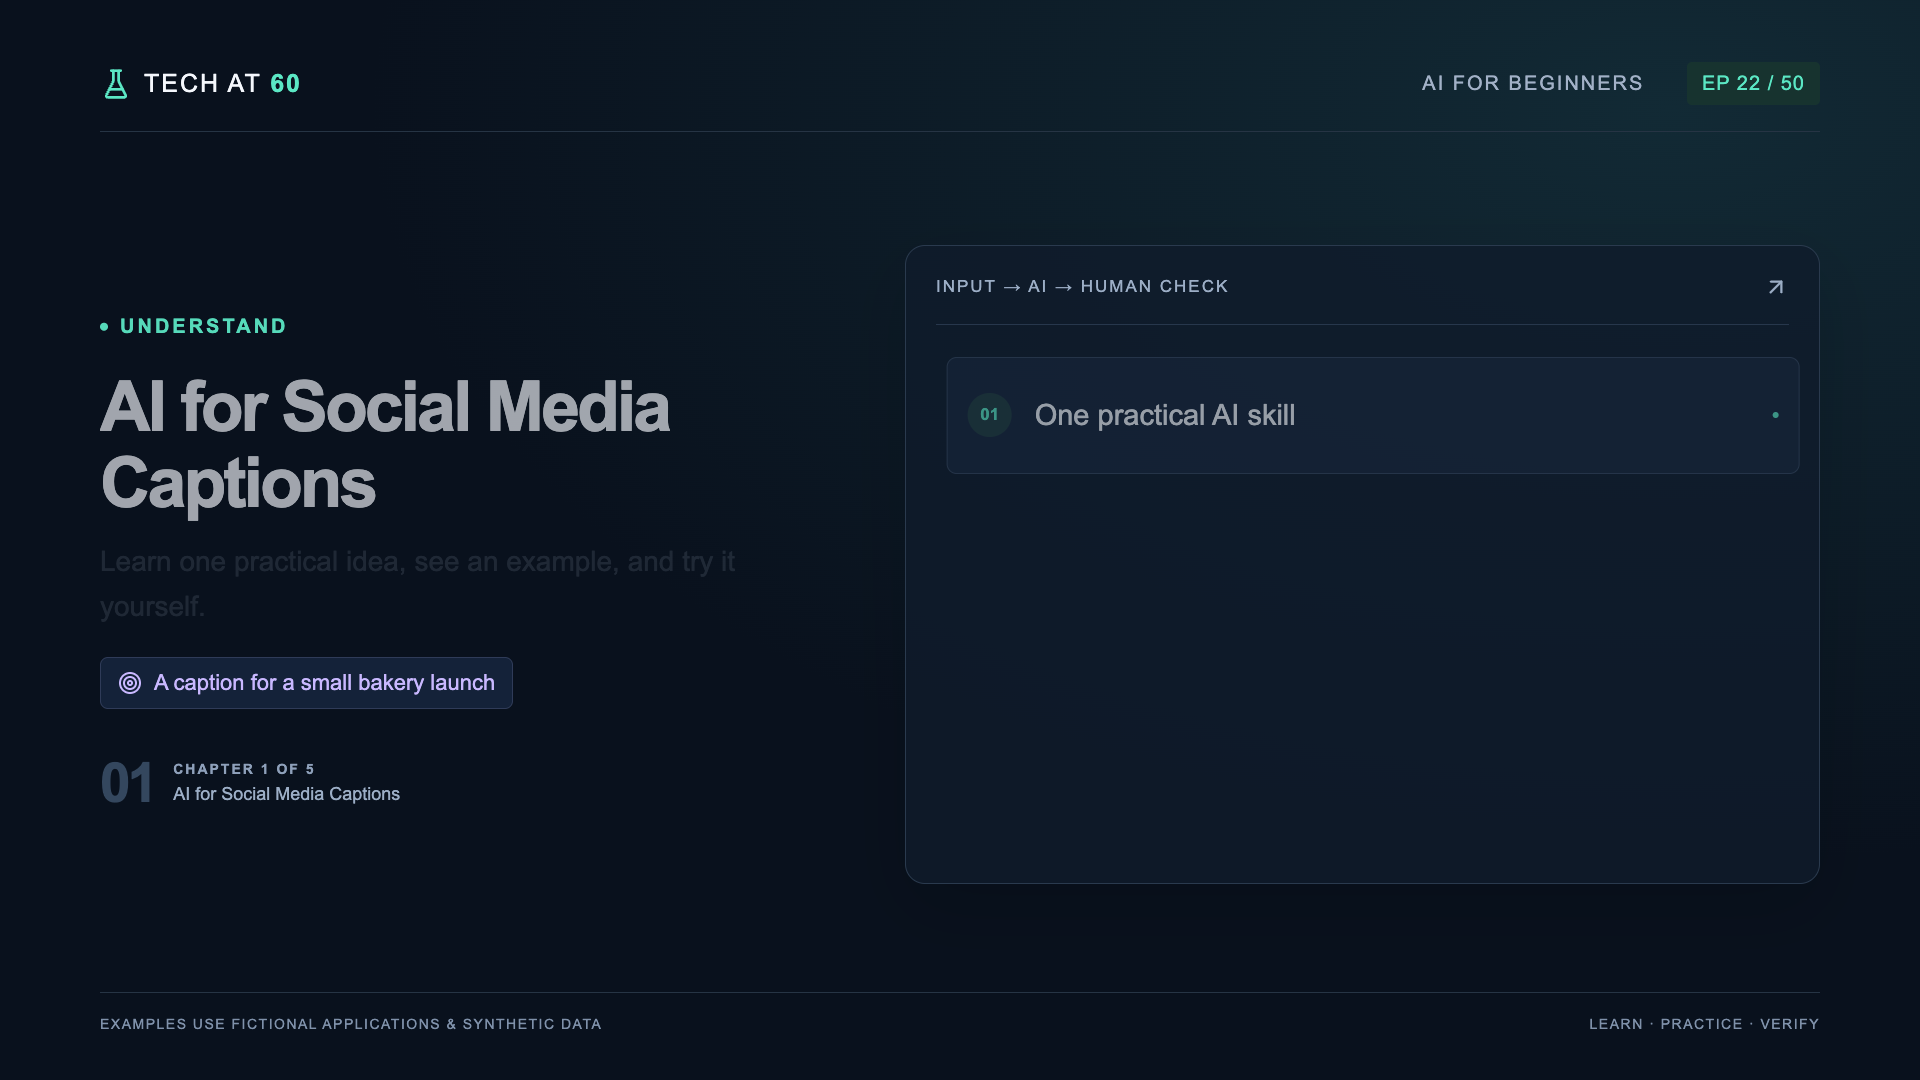 TECH AT 60
AI FOR BEGINNERS
EP 22 / 50
UNDERSTAND
AI for Social Media
Captions
Learn one practical idea, see an example, and try it
yourself.
A caption for a small bakery launch
01
CHAPTER 1 OF 5
AI for Social Media Captions
INPUT → AI → HUMAN CHECK
01
One practical AI skill
EXAMPLES USE FICTIONAL APPLICATIONS & SYNTHETIC DATA
LEARN · PRACTICE · VERIFY